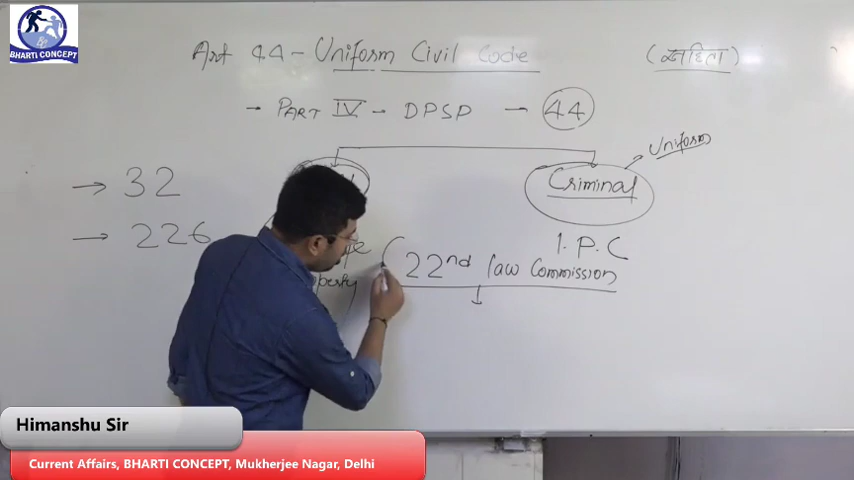 BHARTI CONCEPT
Art 44 - Uniform Civil Code (संहिता)
- PART IV - DPSP - 44
Uniform
→ 32
Criminal
→ 226
I. P. C
(22nd law Commission
perty
Himanshu Sir
Current Affairs, BHARTI CONCEPT, Mukherjee Nagar, Delhi